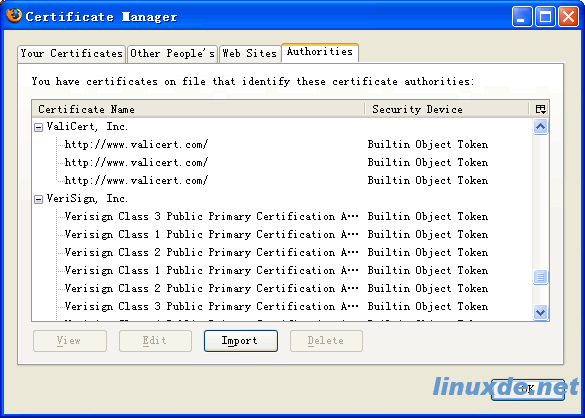 Certificate Manager
Your Certificates Other People's Web Sites Authorities
You have certificates on file that identify these certificate authorities:
Certificate Name Security Device
ValiCert, Inc.
http://www.valicert.com/ Builtin Object Token
http://www.valicert.com/ Builtin Object Token
http://www.valicert.com/ Builtin Object Token
VeriSign, Inc.
Verisign Class 3 Public Primary Certification A... Builtin Object Token
Verisign Class 1 Public Primary Certification A... Builtin Object Token
Verisign Class 2 Public Primary Certification A... Builtin Object Token
Verisign Class 1 Public Primary Certification A... Builtin Object Token
Verisign Class 2 Public Primary Certification A... Builtin Object Token
Verisign Class 3 Public Primary Certification A... Builtin Object Token
View Edit Import Delete
OK
linuxde.net